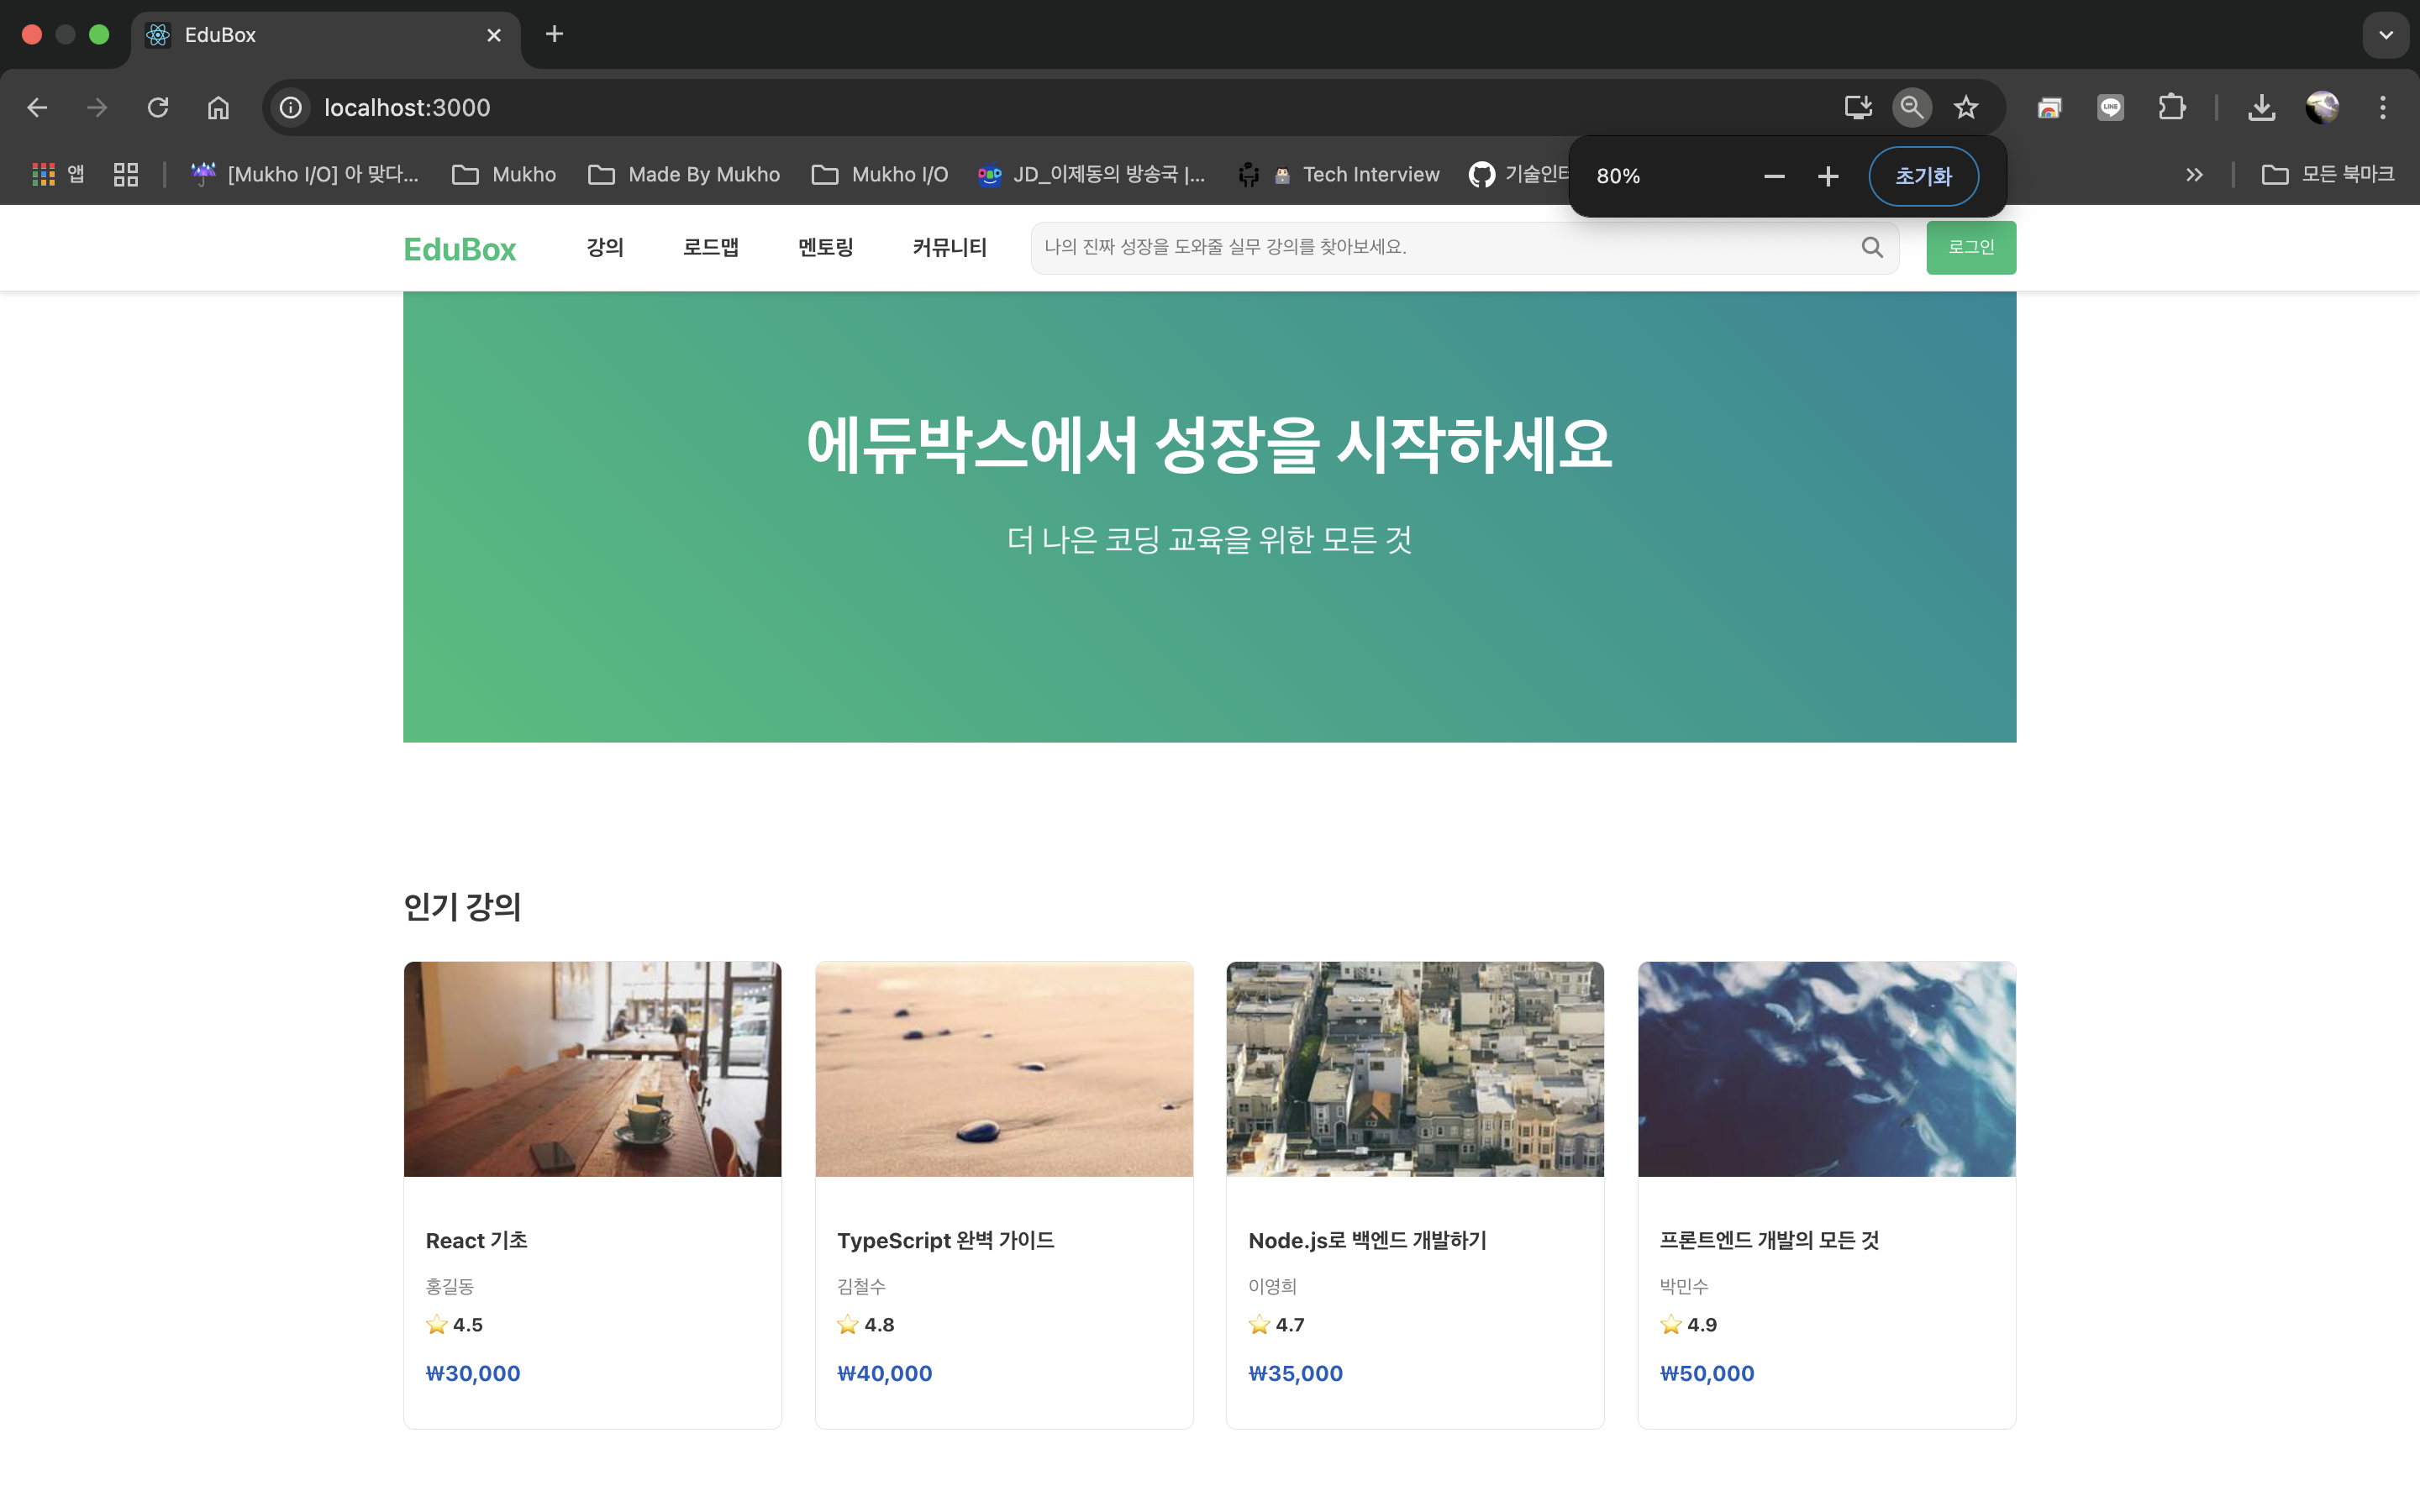 EduBox
localhost:3000
앱
[Mukho I/O] 아 맞다...
Mukho
Made By Mukho
Mukho I/O
JD_이제동의 방송국 |...
Tech Interview
기술인터
모든 북마크
80%
초기화
EduBox
강의
로드맵
멘토링
커뮤니티
나의 진짜 성장을 도와줄 실무 강의를 찾아보세요.
로그인
에듀박스에서 성장을 시작하세요
더 나은 코딩 교육을 위한 모든 것
인기 강의
React 기초
홍길동
4.5
₩30,000
TypeScript 완벽 가이드
김철수
4.8
₩40,000
Node.js로 백엔드 개발하기
이영희
4.7
₩35,000
프론트엔드 개발의 모든 것
박민수
4.9
₩50,000